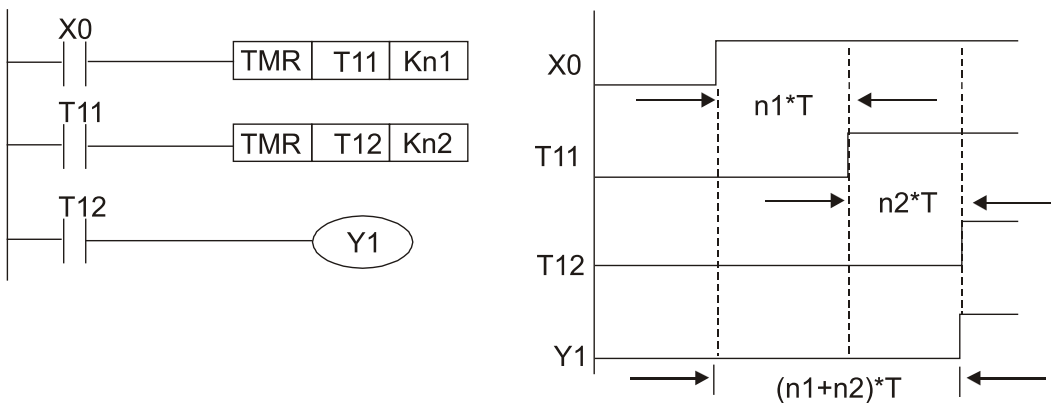 X0
TMR T11 Kn1
T11
TMR T12 Kn2
T12
Y1
X0
n1*T
T11
n2*T
T12
Y1
(n1+n2)*T